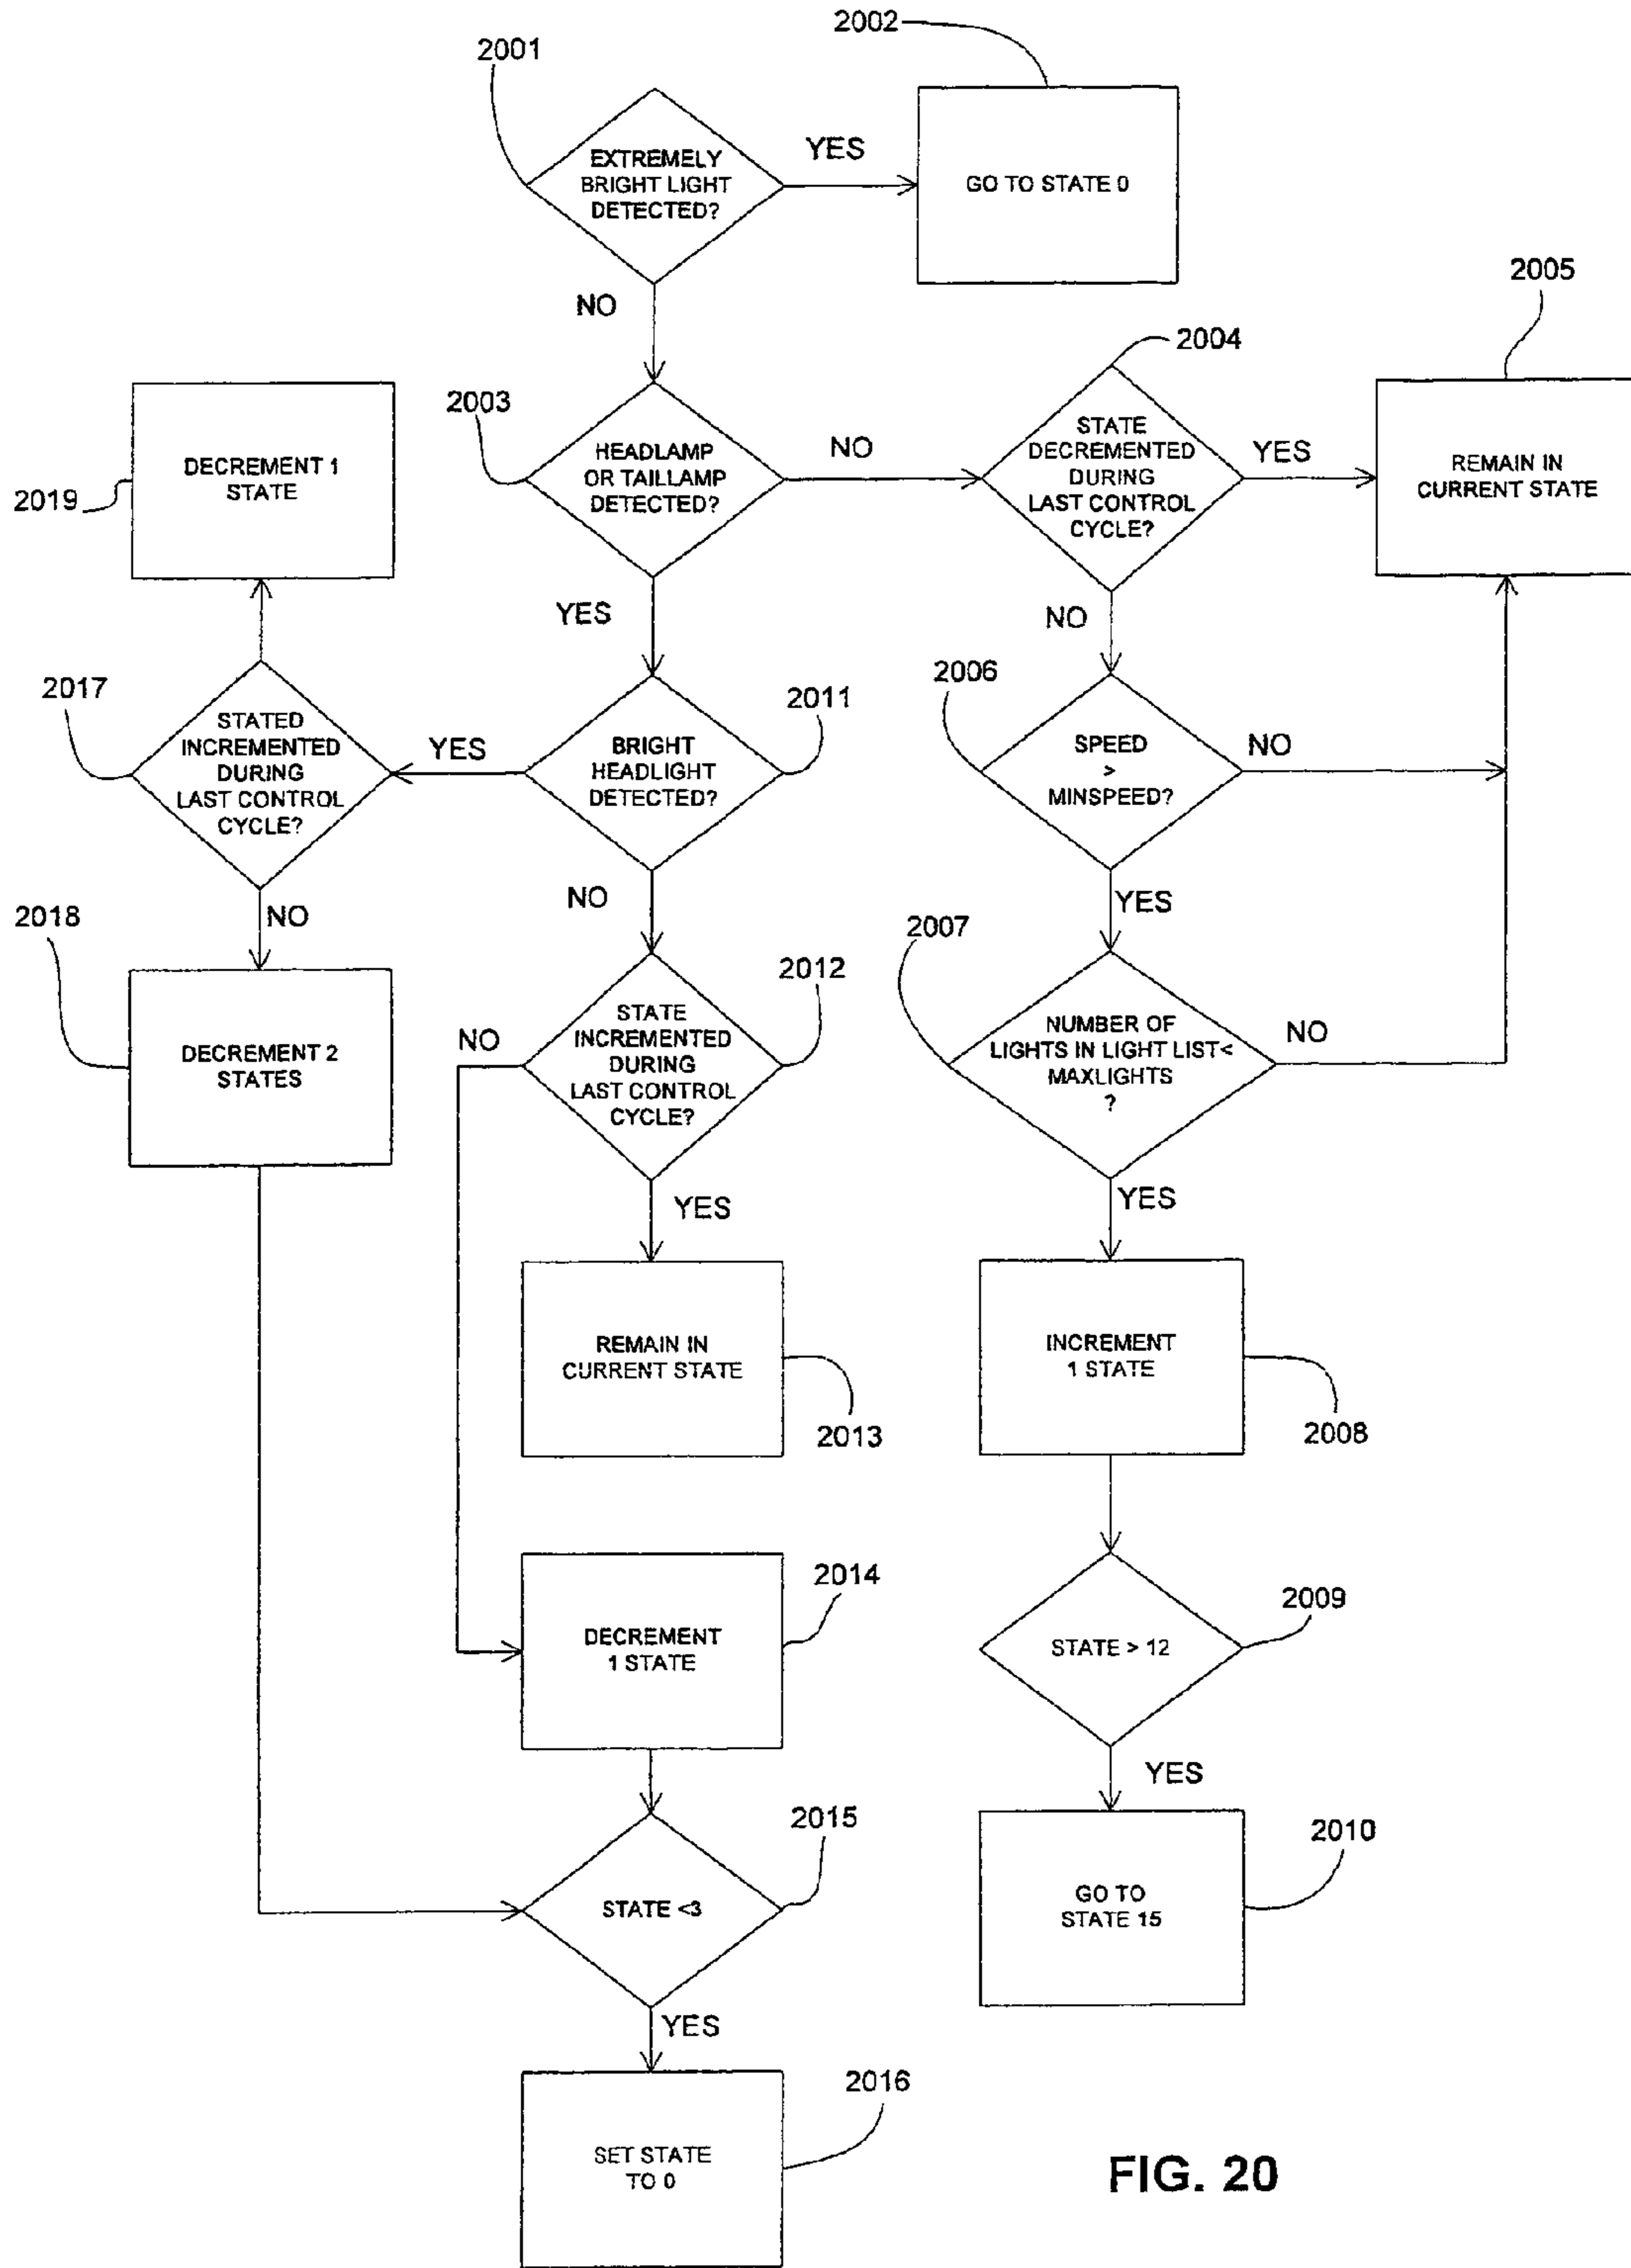 2002
2001
EXTREMELY
BRIGHT LIGHT
DETECTED?
YES
GO TO STATE 0
NO
2005
2004
2003
HEADLAMP
OR TAILLAMP
DETECTED?
NO
STATE
DECREMENTED
DURING
LAST CONTROL
CYCLE?
YES
REMAIN IN
CURRENT STATE
DECREMENT 1
STATE
2019
YES
NO
2017
STATED
INCREMENTED
DURING
LAST CONTROL
CYCLE?
YES
BRIGHT
HEADLIGHT
DETECTED?
2011
2006
SPEED
>
MINSPEED?
NO
NO
NO
YES
2018
DECREMENT 2
STATES
2012
STATE
INCREMENTED
DURING
LAST CONTROL
CYCLE?
NO
2007
NUMBER OF
LIGHTS IN LIGHT LIST<
MAXLIGHTS
?
NO
YES
YES
REMAIN IN
CURRENT STATE
2013
INCREMENT
1 STATE
2008
DECREMENT
1 STATE
2014
STATE > 12
2009
YES
2015
STATE <3
GO TO
STATE 15
2010
YES
SET STATE
TO 0
2016
FIG. 20